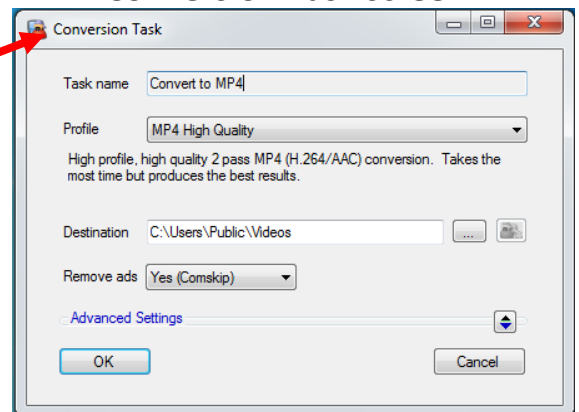 Conversion Task
Task name Convert to MP4
Profile MP4 High Quality
High profile, high quality 2 pass MP4 (H.264/AAC) conversion. Takes the
most time but produces the best results.
Destination C:\Users\Public\Videos ...
Remove ads Yes (Comskip)
Advanced Settings
OK Cancel